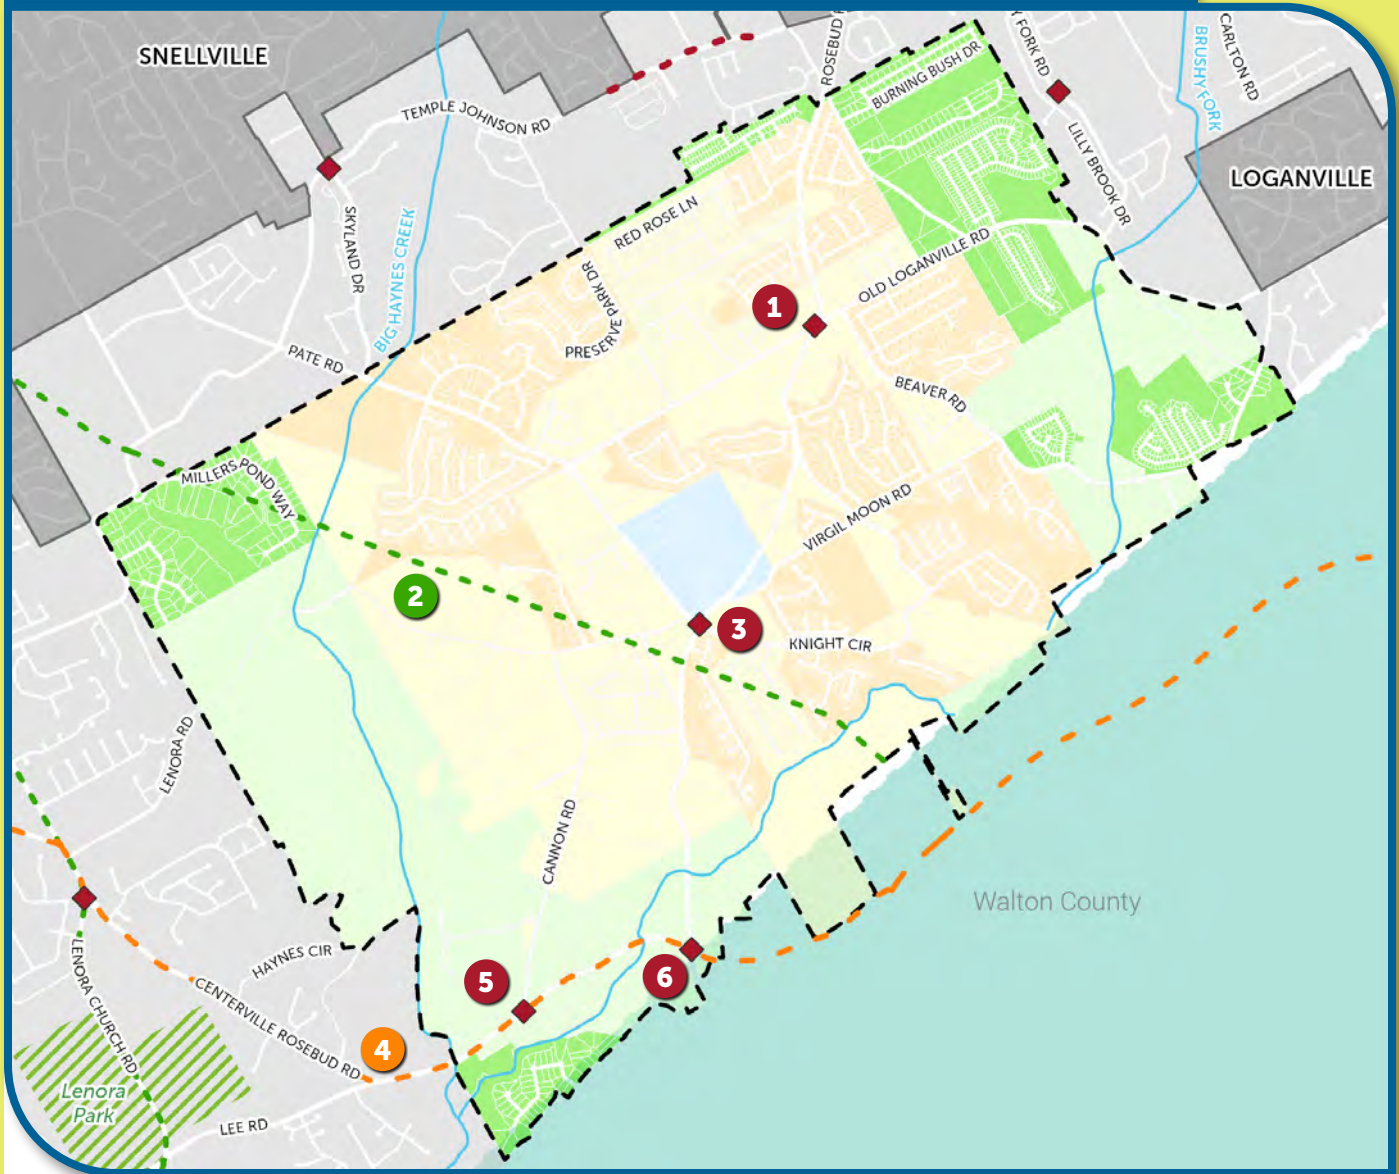 SNELLVILLE
ROSEBUD
Y FORK RD
CARLTON RD
BRUSHY FORK
BURNING BUSH DR
TEMPLE JOHNSON RD
LILLY BROOK DR
LOGANVILLE
SKYLAND DR
BIG HAYNES CREEK
RED ROSE LN
OLD LOGANVILLE RD
PRESERVE PARK DR
1
PATE RD
BEAVER RD
MILLERS POND WAY
VIRGIL MOON RD
2
3
KNIGHT CIR
LENORA RD
CANNON RD
Walton County
HAYNES CIR
5
6
LENORA CHURCH RD
CENTERVILLE ROSEBUD RD
4
Lenora
Park
LEE RD